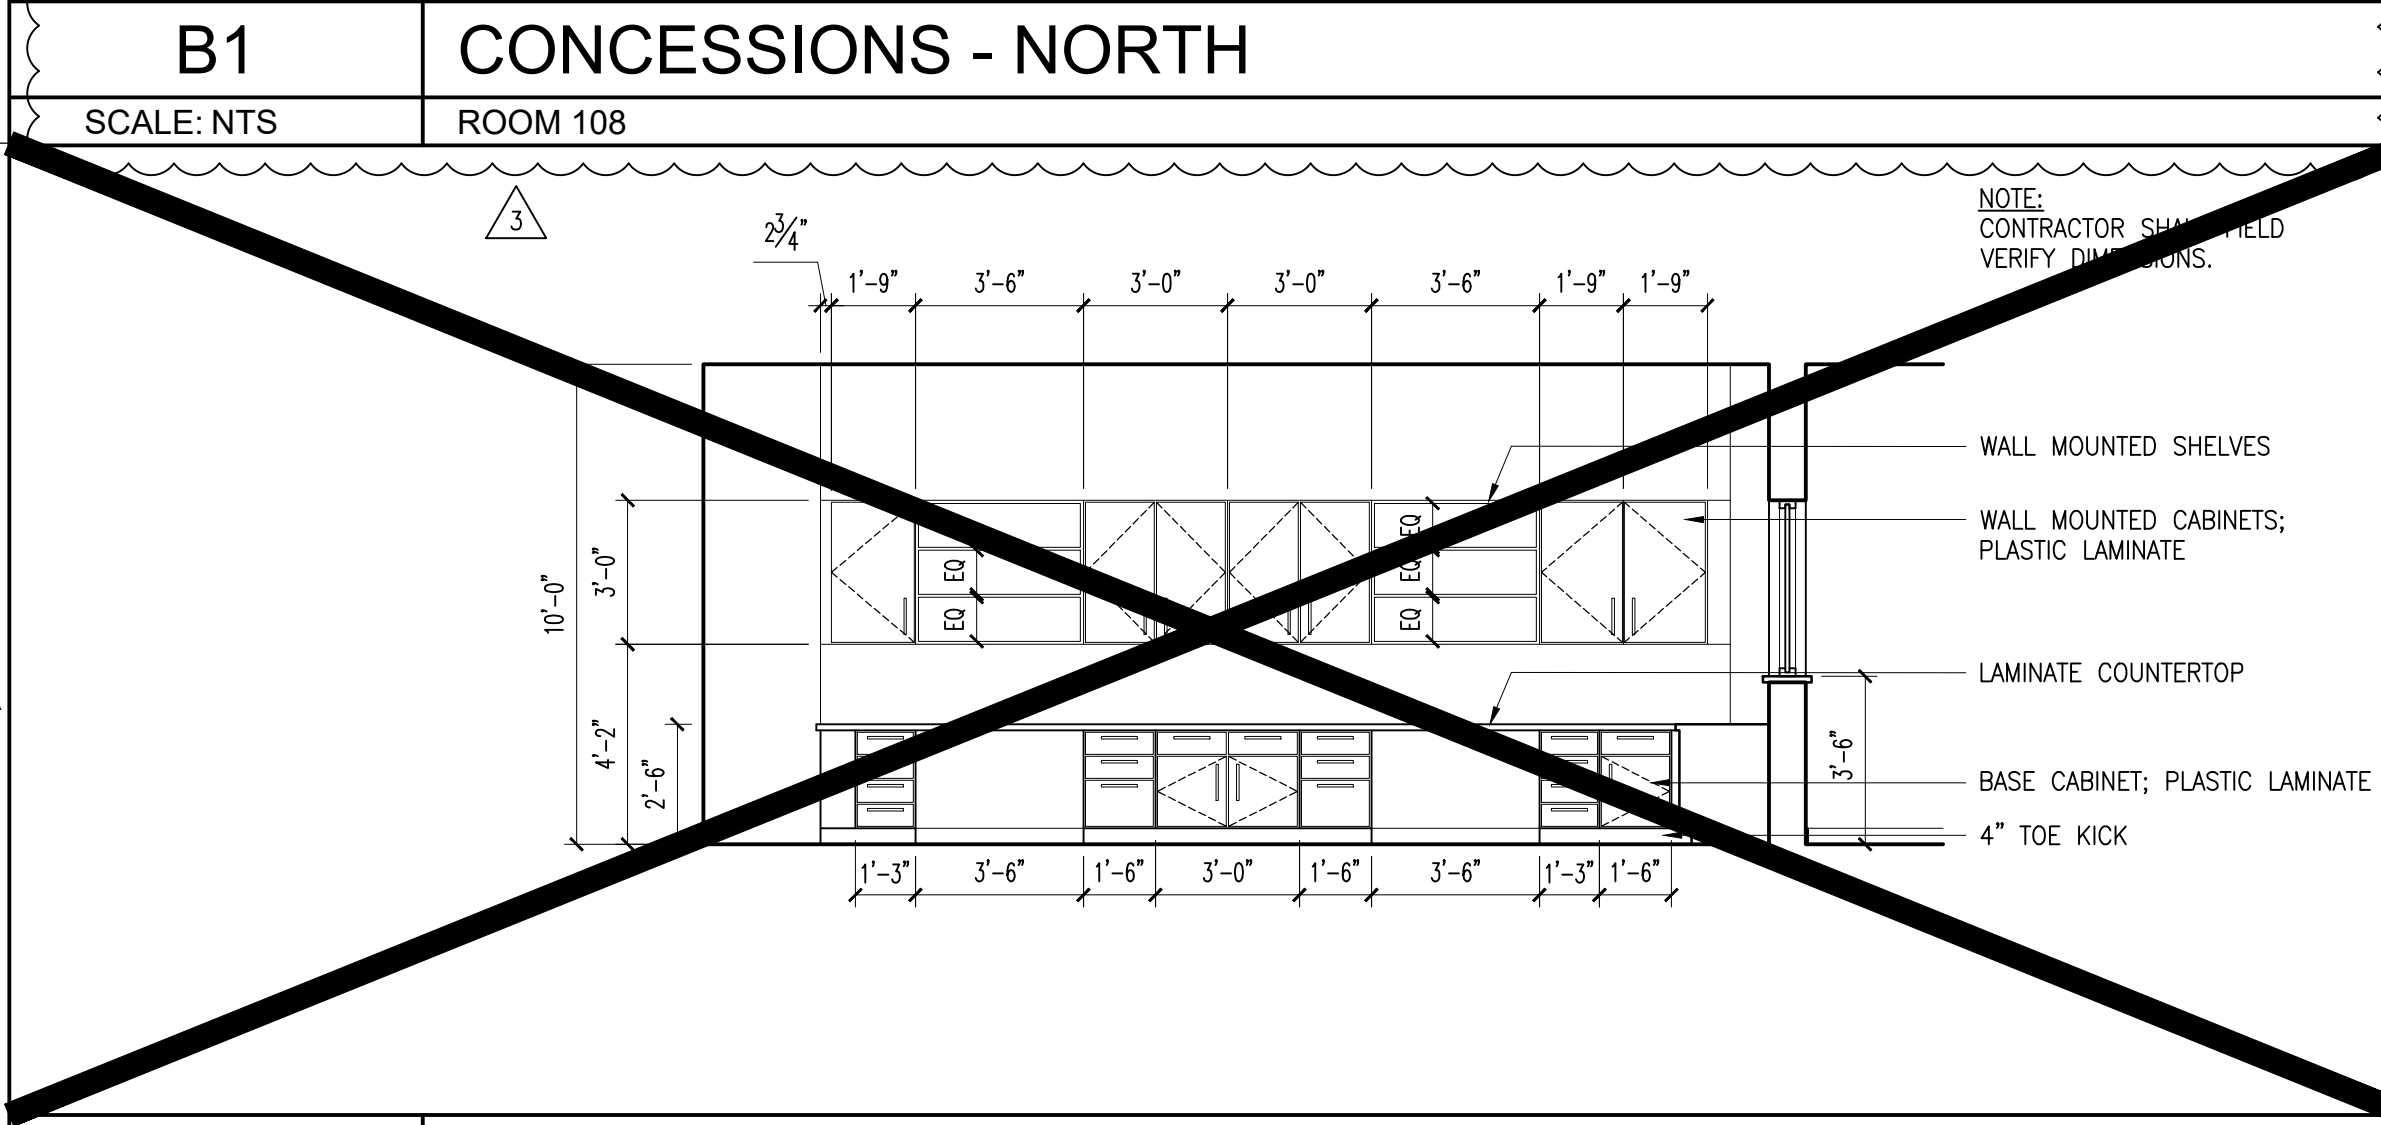 B1
CONCESSIONS - NORTH
SCALE: NTS
ROOM 108
3
NOTE:
CONTRACTOR FIELD
VERIFY
2 3/4"
1'-9"
3'-6"
3'-0"
3'-0"
3'-6"
1'-9"
1'-9"
WALL MOUNTED SHELVES
WALL MOUNTED CABINETS;
PLASTIC LAMINATE
LAMINATE COUNTERTOP
BASE CABINET; PLASTIC LAMINATE
4" TOE KICK
10'-0"
3'-0"
4'-2"
2'-6"
EQ
EQ
EQ
EQ
EQ
3'-6"
1'-3"
3'-6"
1'-6"
3'-0"
1'-6"
3'-6"
1'-3"
1'-6"